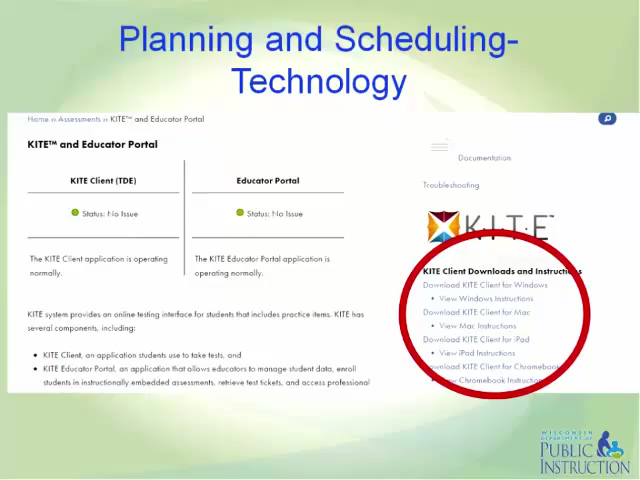 Planning and Scheduling-
Technology
Home ›› Assessments ›› KITE™ and Educator Portal
KITE™ and Educator Portal
KITE Client (TDE)
Educator Portal
Status: No Issue
Status: No Issue
The KITE Client application is operating
normally.
The KITE Educator Portal application is
operating normally.
KITE system provides an online testing interface for students that includes practice items. KITE has
several components, including:
• KITE Client, an application students use to take tests, and
• KITE Educator Portal, an application that allows educators to manage student data, enroll
students in instructionally embedded assessments, retrieve test tickets, and access professional
Documentation
Troubleshooting
K·I·T·E™
KITE Client Downloads and Instructions
Download KITE Client for Windows
• View Windows Instructions
Download KITE Client for Mac
• View Mac Instructions
Download KITE Client for iPad
• View iPad Instructions
Download KITE Client for Chromebook
• View Chromebook Instructions
WISCONSIN
DEPARTMENT OF
PUBLIC
INSTRUCTION